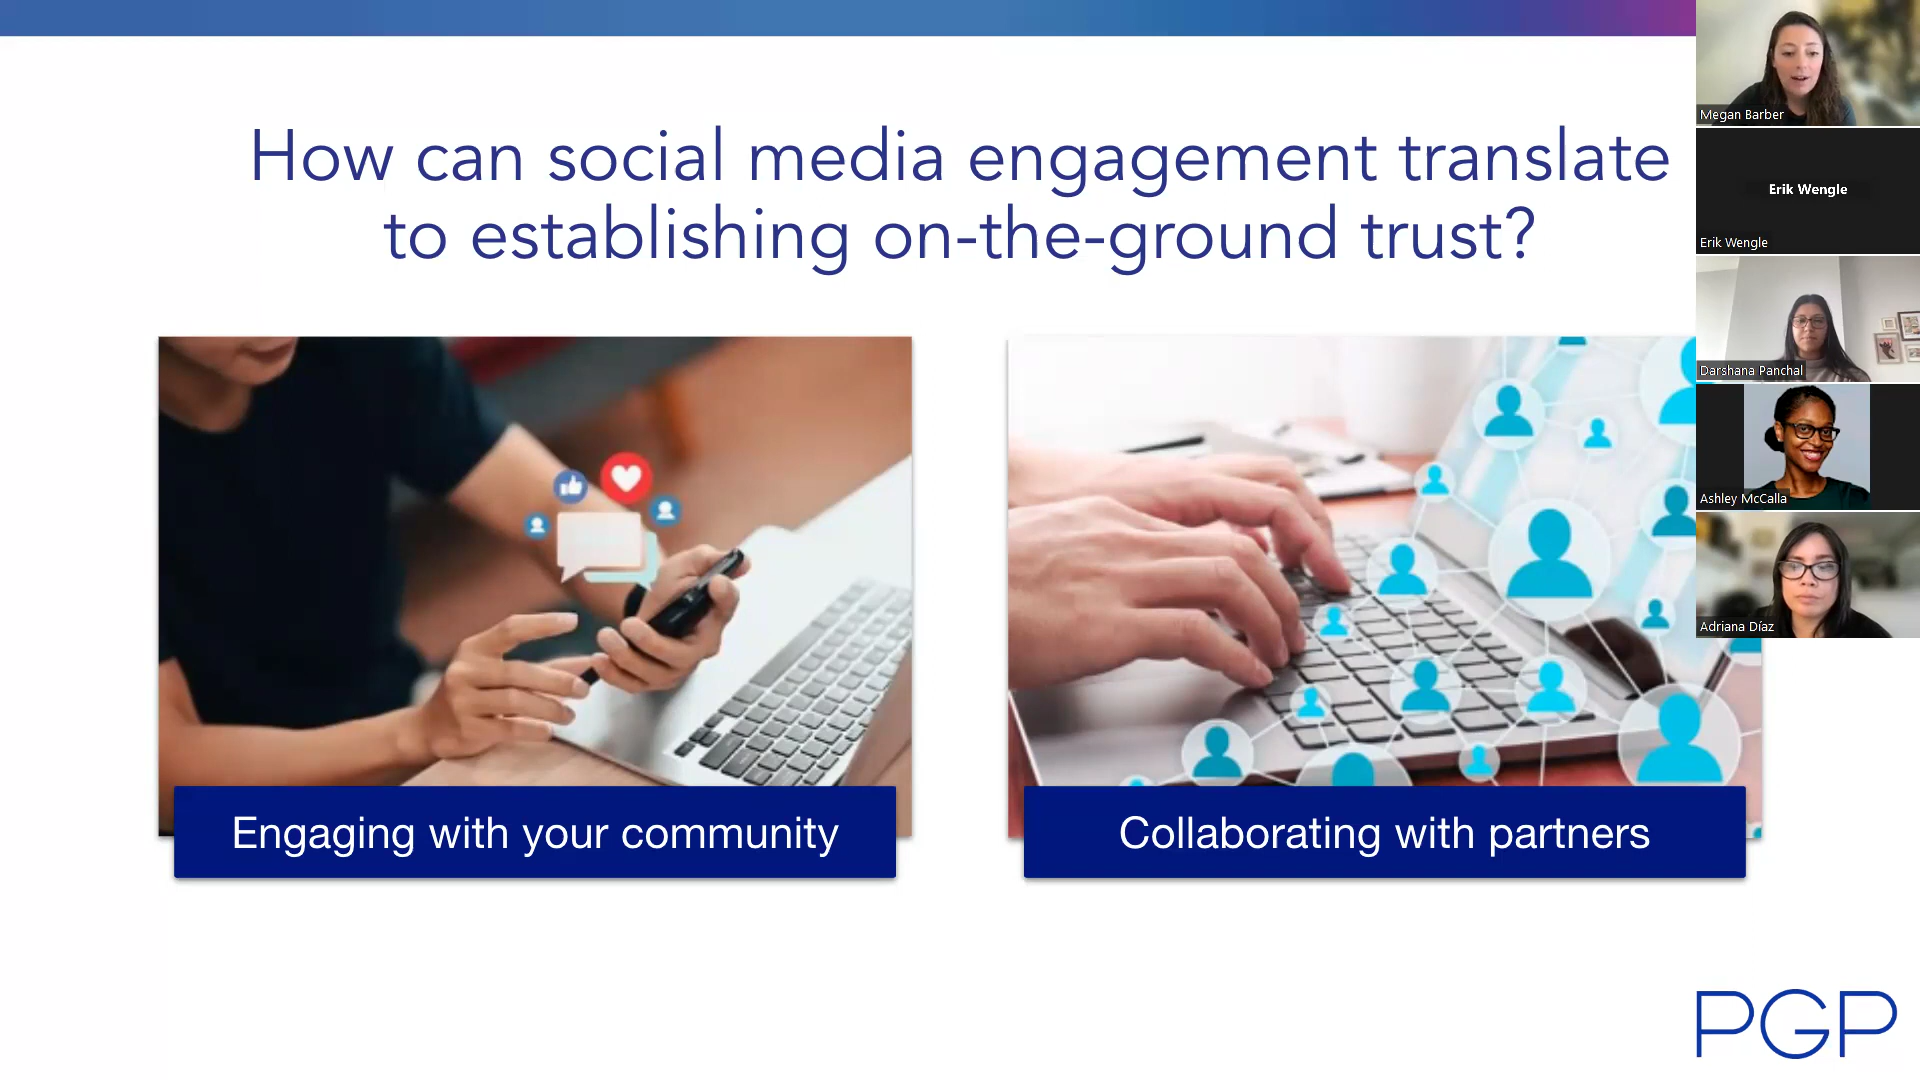 How can social media engagement translate
to establishing on-the-ground trust?
Engaging with your community
Collaborating with partners
Megan Barber
Erik Wengle
Erik Wengle
Darshana Panchal
Ashley McCalla
Adriana Díaz
PGP